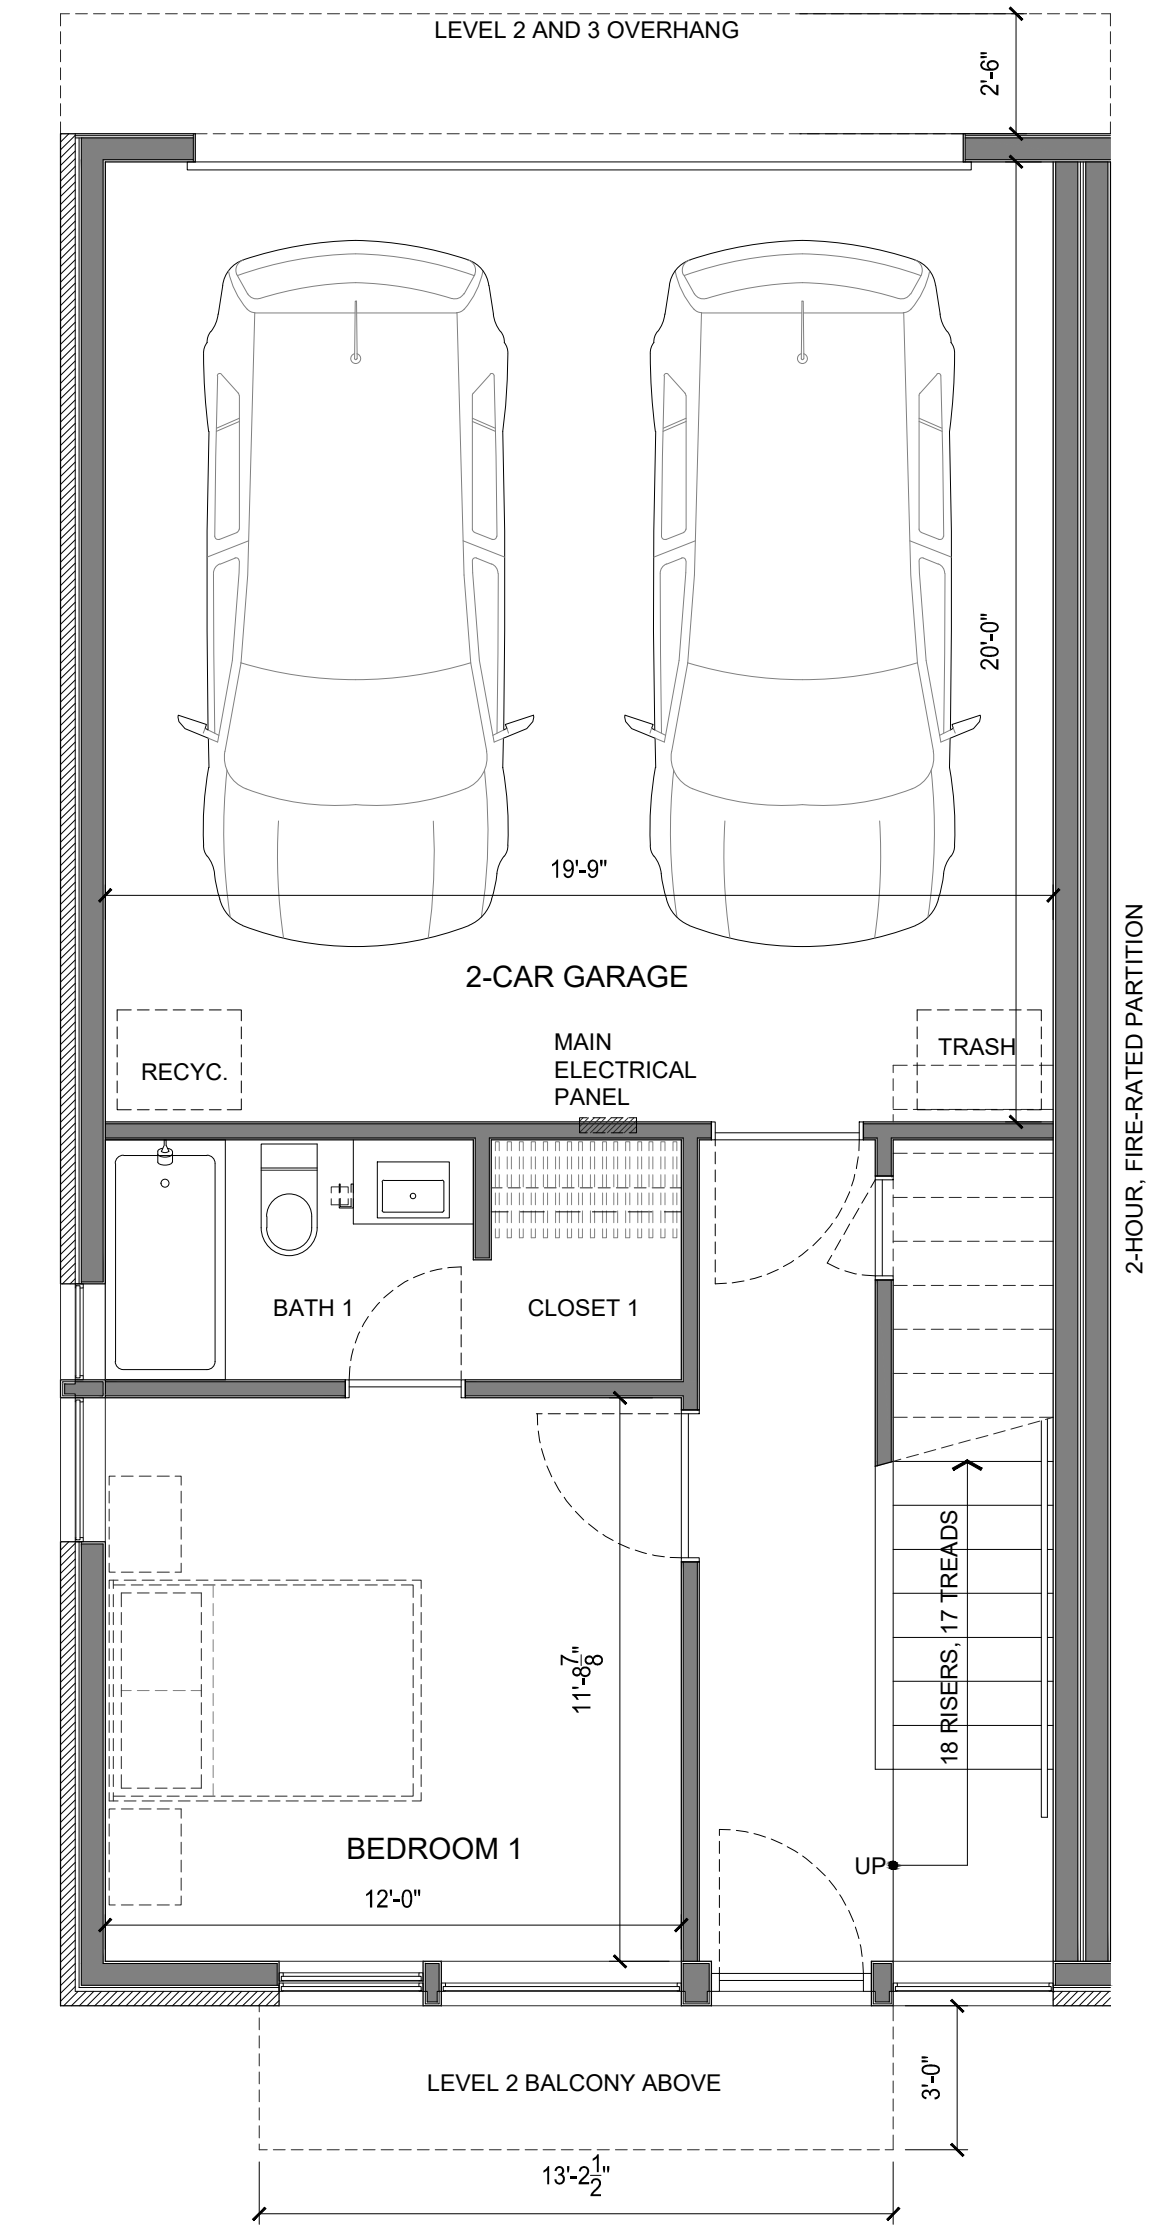 LEVEL 2 AND 3 OVERHANG
2'-6"
20'-0"
19'-9"
2-CAR GARAGE
MAIN
ELECTRICAL
PANEL
RECYC.
TRASH
2-HOUR, FIRE-RATED PARTITION
BATH 1
CLOSET 1
18 RISERS, 17 TREADS
11'-8 7/8"
BEDROOM 1
UP
12'-0"
LEVEL 2 BALCONY ABOVE
3'-0"
13'-2 1/2"